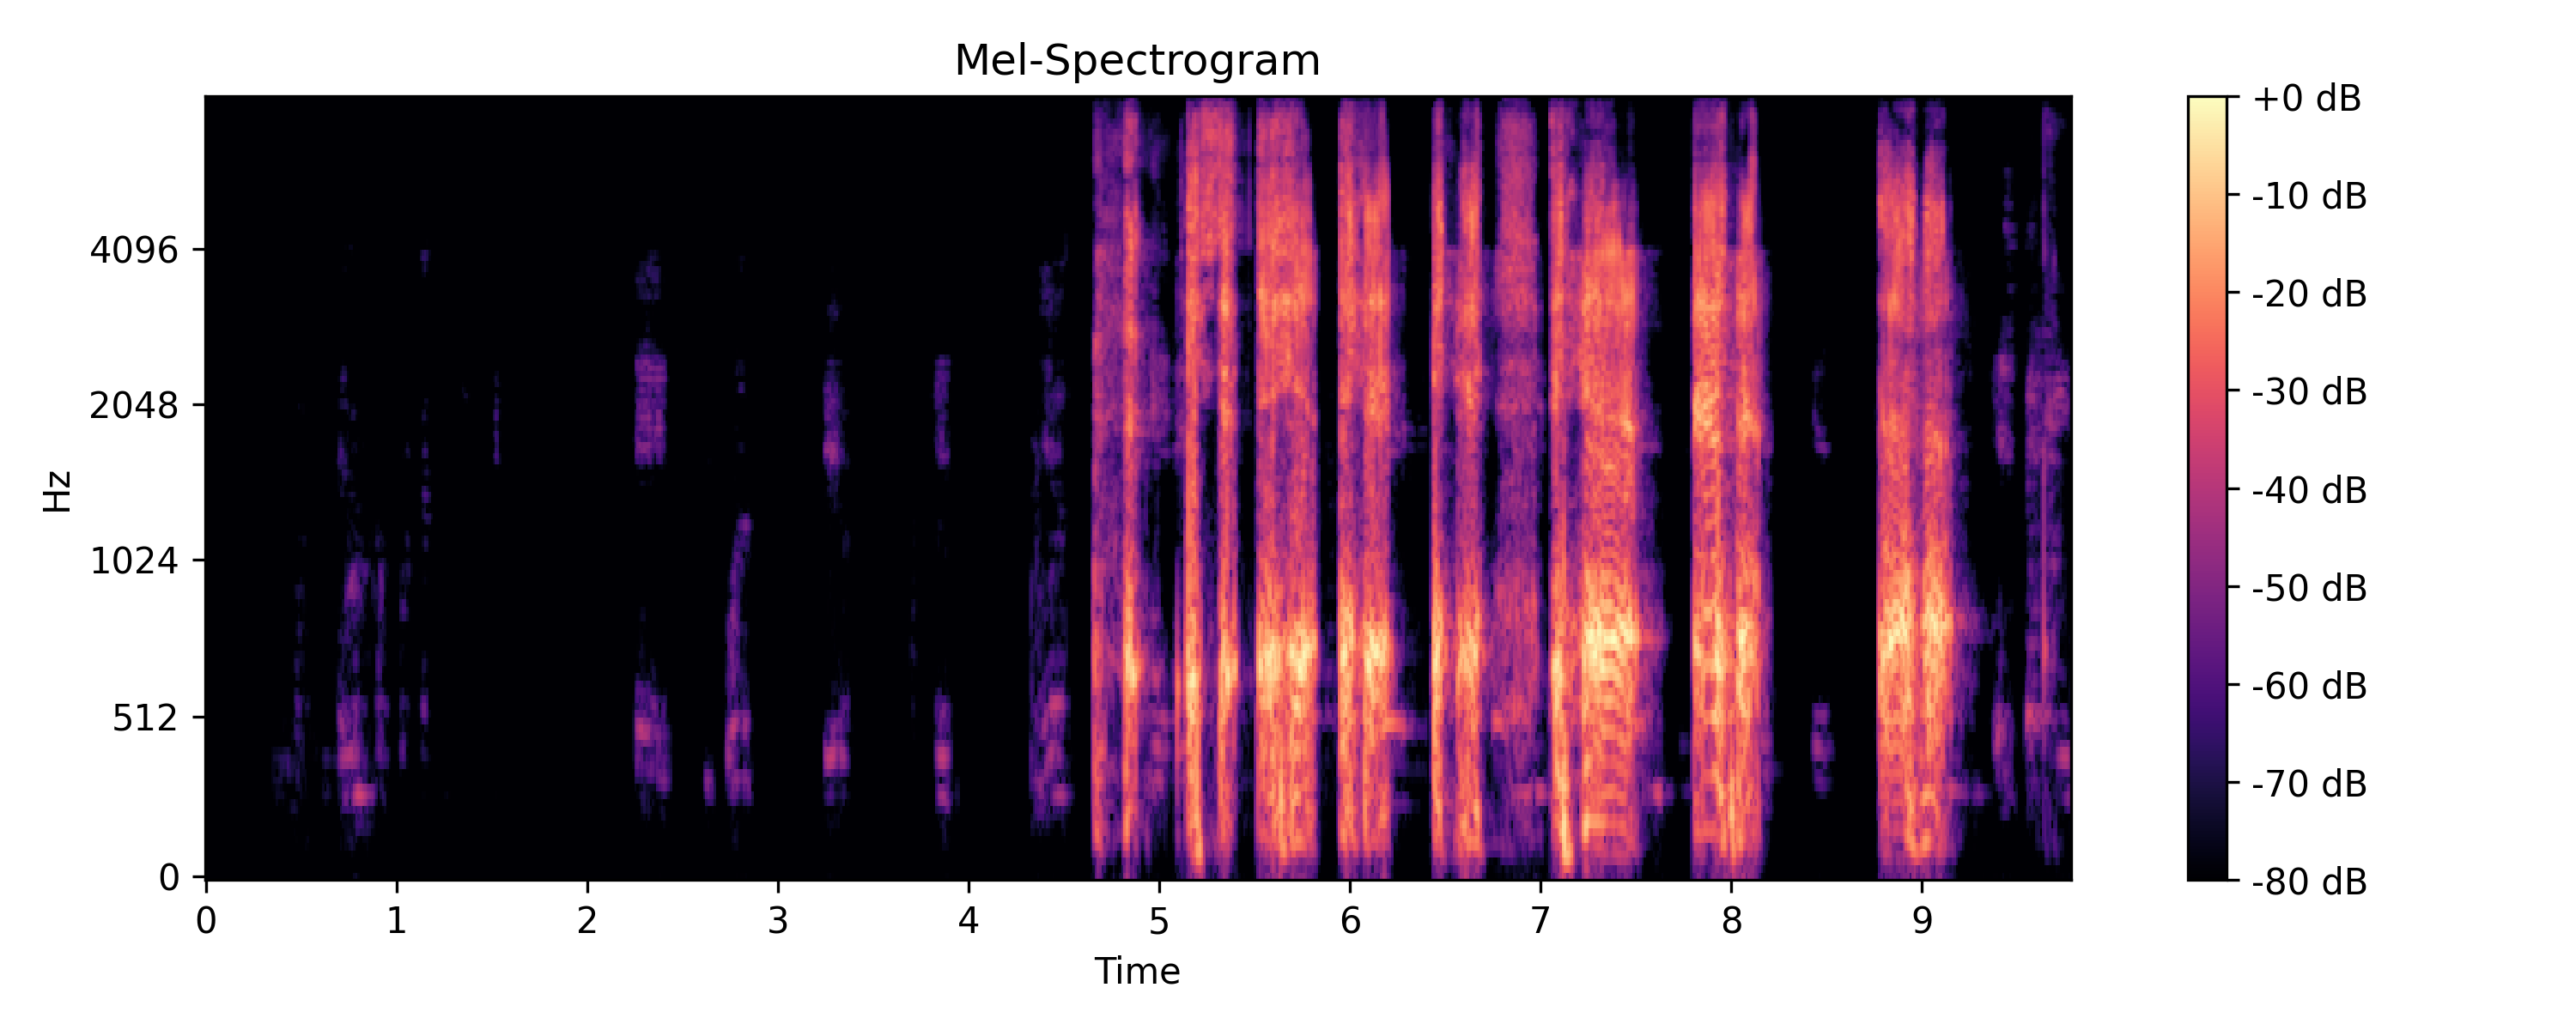 Mel-Spectrogram
+0 dB
-10 dB
-20 dB
-30 dB
-40 dB
-50 dB
-60 dB
-70 dB
-80 dB
4096
2048
1024
512
0
Hz
0 1 2 3 4 5 6 7 8 9
Time